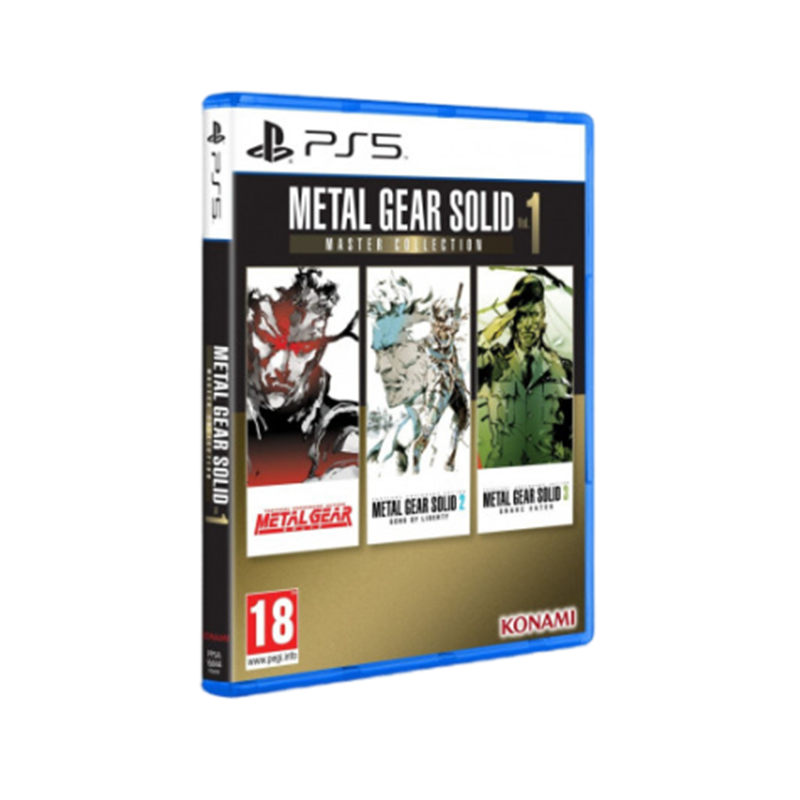 PS5
METAL GEAR SOLID Vol. 1
MASTER COLLECTION
METAL GEAR
SOLID
METAL GEAR SOLID 2
SONS OF LIBERTY
METAL GEAR SOLID 3
SNAKE EATER
18
www.pegi.info
KONAMI
PS5
METAL GEAR SOLID 1
MASTER COLLECTION
KONAMI